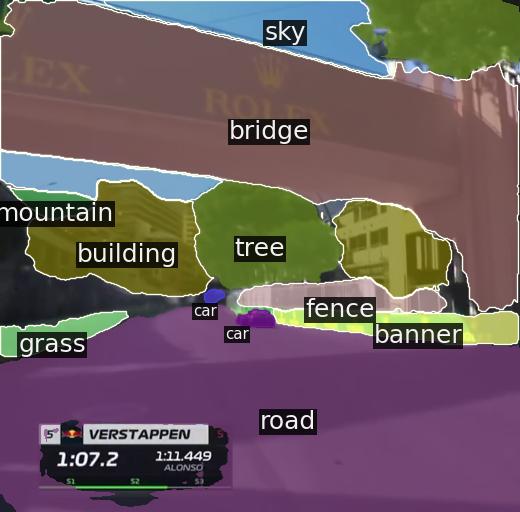 sky
LEX
ROLEX
bridge
mountain
building
tree
car
fence
car
banner
grass
road
5 VERSTAPPEN S
1:07.2 1:11.449
ALONSO
S1 S2 S3